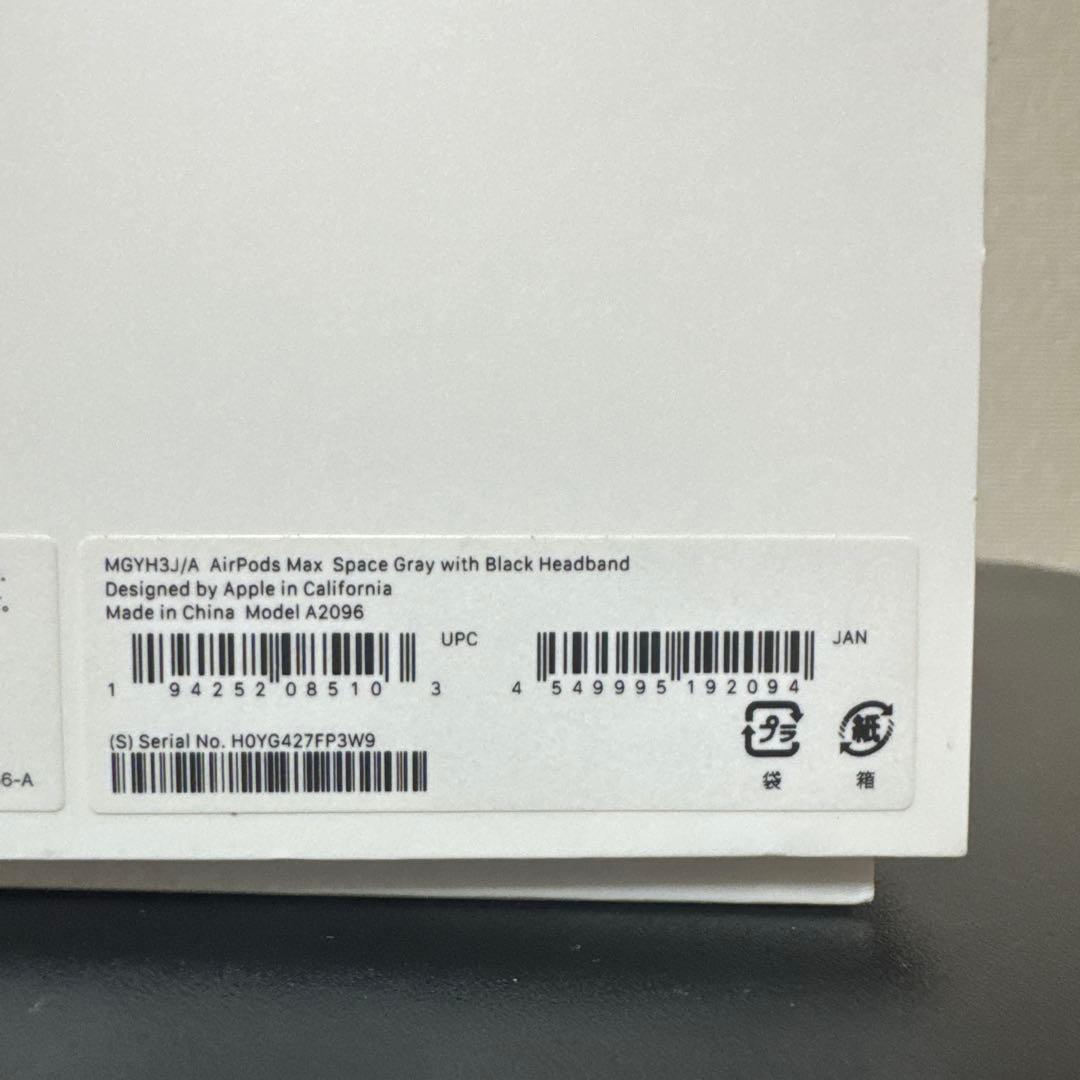 MGYH3J/A AirPods Max Space Gray with Black Headband
Designed by Apple in California
Made in China Model A2096
UPC
1 94252 08510 3
JAN
4 549995 192094
(S) Serial No. H0YG427FP3W9
プラ
袋
紙
箱
6-A